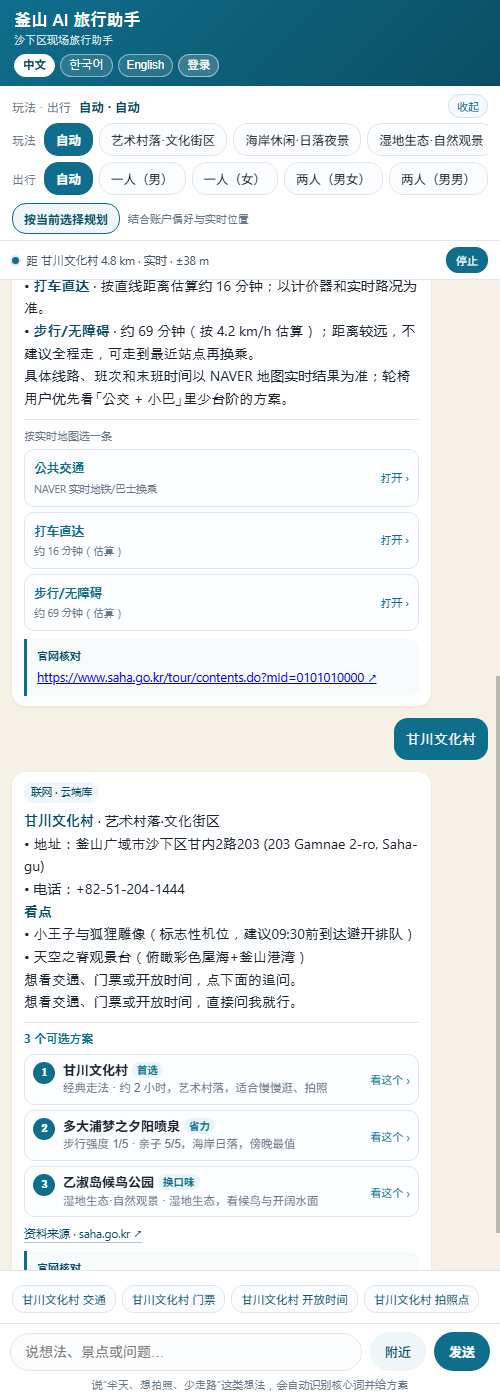 釜山 AI 旅行助手
沙下区现场旅行助手
中文 한국어 English 登录
玩法 · 出行 自动 · 自动 收起
玩法 自动 艺术村落·文化街区 海岸休闲·日落夜景 湿地生态·自然观景
出行 自动 一人（男） 一人（女） 两人（男女） 两人（男男）
按当前选择规划 结合账户偏好与实时位置
距 甘川文化村 4.8 km · 实时 · ±38 m 停止
• 打车直达 · 按直线距离估算约 16 分钟；以计价器和实时路况为
准。
• 步行/无障碍 · 约 69 分钟（按 4.2 km/h 估算）；距离较远，不
建议全程走，可走到最近站点再换乘。
具体线路、班次和末班时间以 NAVER 地图实时结果为准；轮椅
用户优先看「公交 + 小巴」里少台阶的方案。
按实时地图选一条
公共交通
NAVER 实时地铁/巴士换乘
打开 ›
打车直达
约 16 分钟（估算）
打开 ›
步行/无障碍
约 69 分钟（估算）
打开 ›
官网核对
https://www.saha.go.kr/tour/contents.do?mId=0101010000 ↗
甘川文化村
联网 · 云端库
甘川文化村 · 艺术村落·文化街区
• 地址：釜山广域市沙下区甘内2路203 (203 Gamnae 2-ro, Saha-
gu)
• 电话：+82-51-204-1444
看点
• 小王子与狐狸雕像（标志性机位，建议09:30前到达避开排队）
• 天空之脊观景台（俯瞰彩色屋海+釜山港湾）
想看交通、门票或开放时间，点下面的追问。
想看交通、门票或开放时间，直接问我就行。
3 个可选方案
1 甘川文化村 首选
经典走法 · 约 2 小时，艺术村落，适合慢慢逛、拍照
看这个 ›
2 多大浦梦之夕阳喷泉 省力
步行强度 1/5 · 亲子 5/5，海岸日落，傍晚最值
看这个 ›
3 乙淑岛候鸟公园 换口味
湿地生态·自然观景 · 湿地生态，看候鸟与开阔水面
看这个 ›
资料来源 · saha.go.kr ↗
官网核对
甘川文化村 交通 甘川文化村 门票 甘川文化村 开放时间 甘川文化村 拍照点
说想法、景点或问题... 附近 发送
说“半天、想拍照、少走路”这类想法，会自动识别核心词并给方案